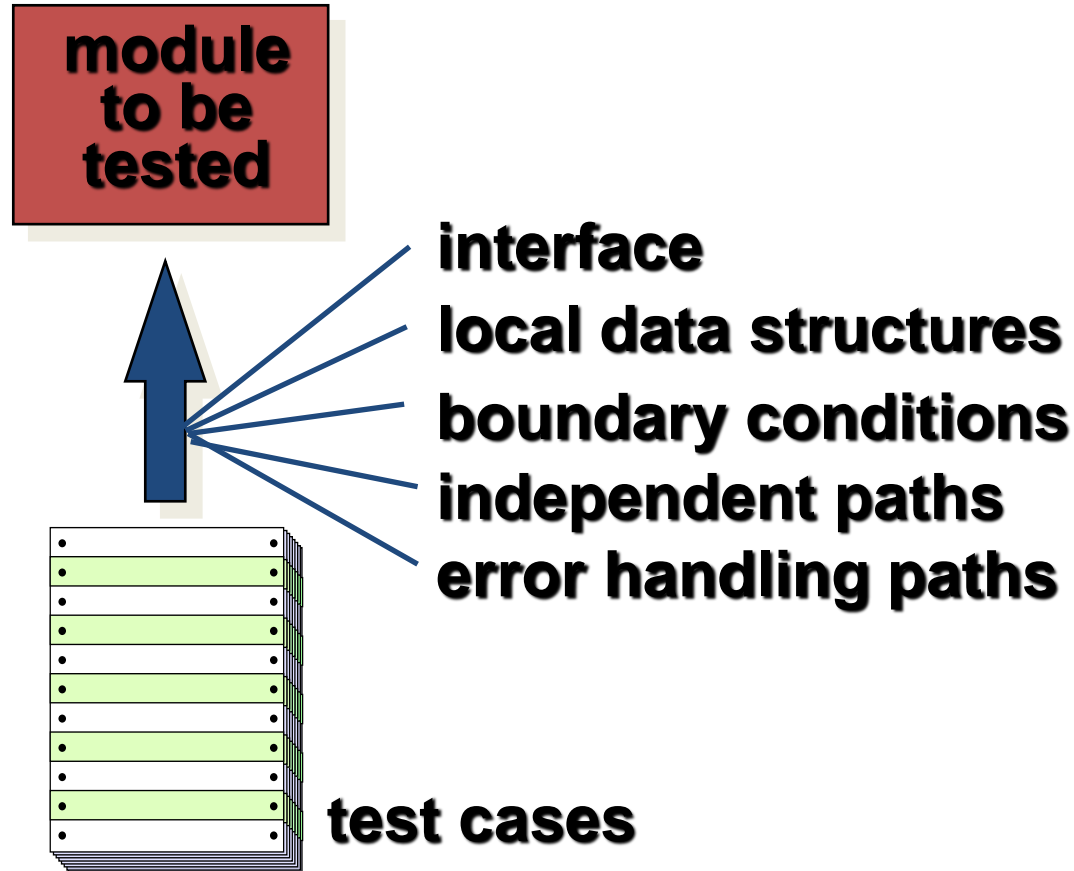 module
to be
tested
interface
local data structures
boundary conditions
independent paths
error handling paths
test cases